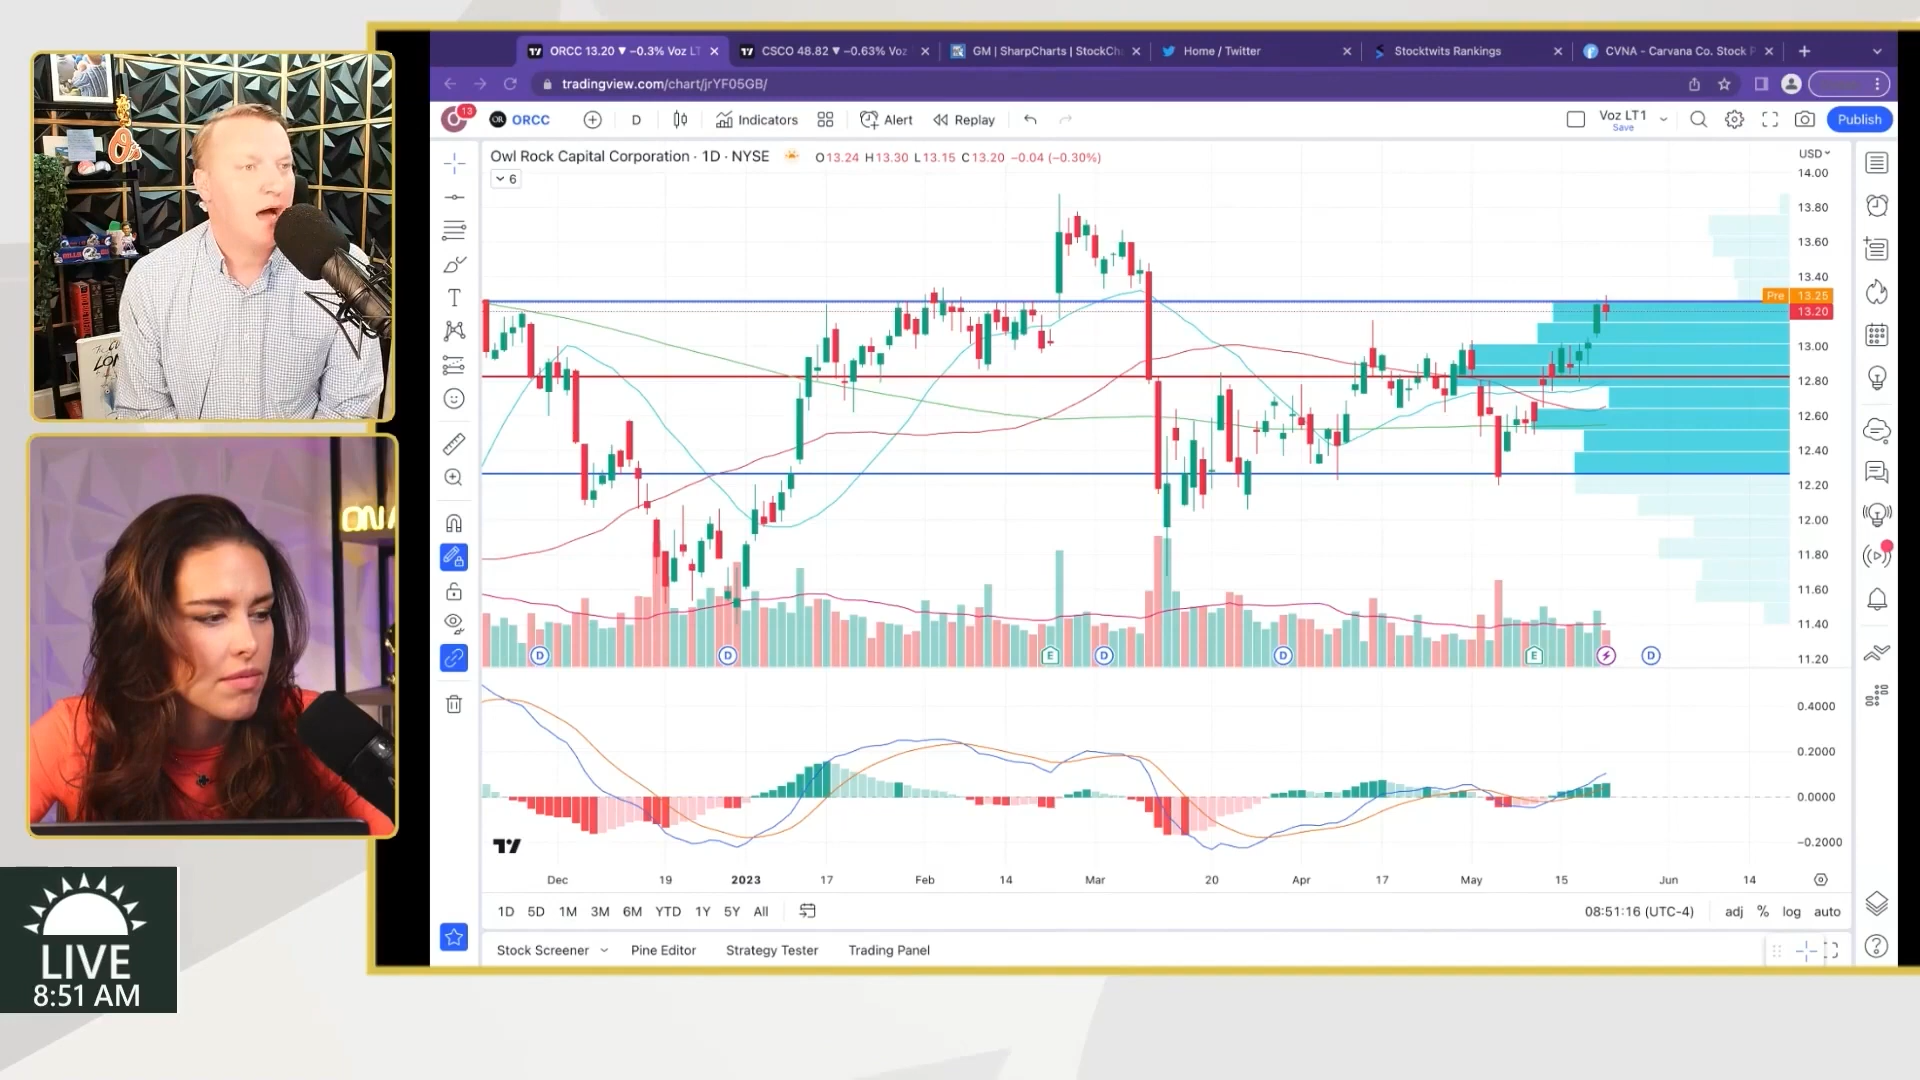 ORCC 13.20 ▼ −0.3% Voz LT
CSCO 48.82 ▼ −0.63% Voz
GM | SharpCharts | StockCh
Home / Twitter
Stocktwits Rankings
CVNA - Carvana Co. Stock P
tradingview.com/chart/jrYF05GB/
13
OR
ORCC
D
Indicators
Alert
Replay
Voz LT1
Save
Publish
Owl Rock Capital Corporation · 1D · NYSE
O13.24 H13.30 L13.15 C13.20 −0.04 (−0.30%)
USD
6
14.00
13.80
13.60
13.40
Pre 13.25
13.20
13.00
12.80
12.60
12.40
12.20
12.00
11.80
11.60
11.40
11.20
D
D
E
D
D
E
D
0.4000
0.2000
0.0000
−0.2000
Dec 19 2023 17 Feb 14 Mar 20 Apr 17 May 15 Jun 14
1D 5D 1M 3M 6M YTD 1Y 5Y All
08:51:16 (UTC-4) adj % log auto
Stock Screener Pine Editor Strategy Tester Trading Panel
LIVE
8:51 AM